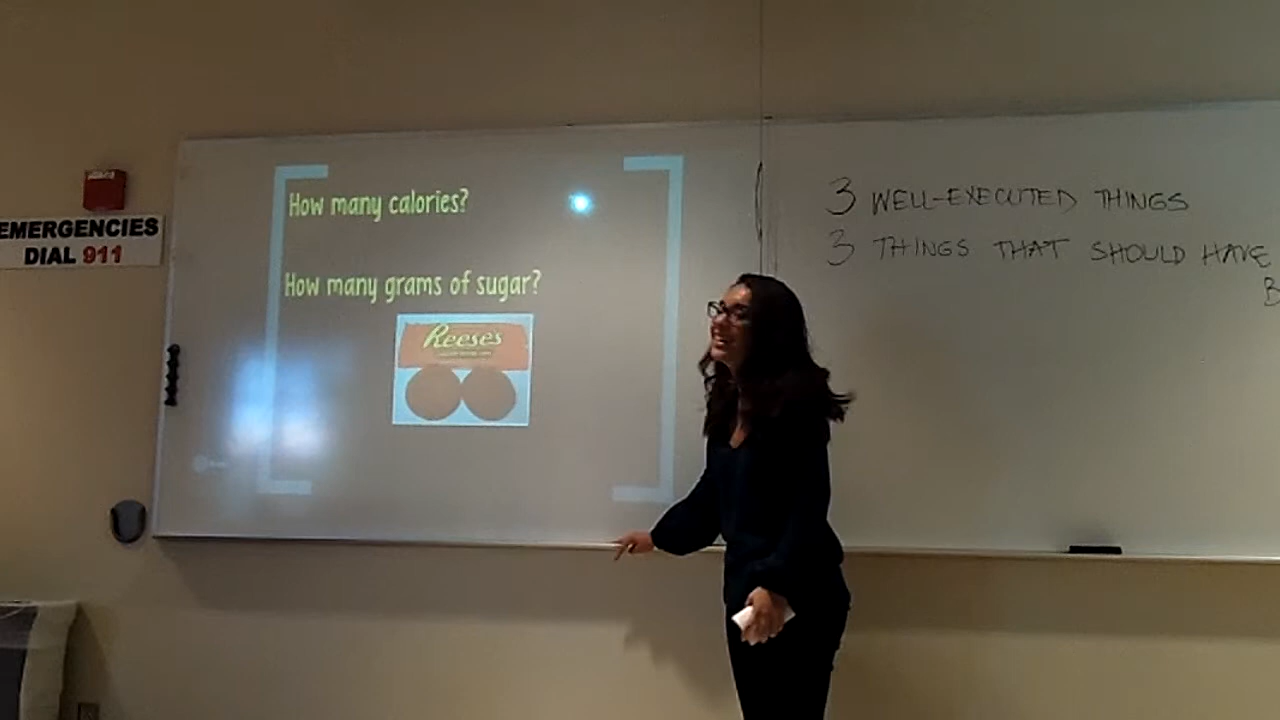 EMERGENCIES
DIAL 911
How many calories?
How many grams of sugar?
Reeses
3 WELL-EXECUTED THINGS
3 THINGS THAT SHOULD HAVE